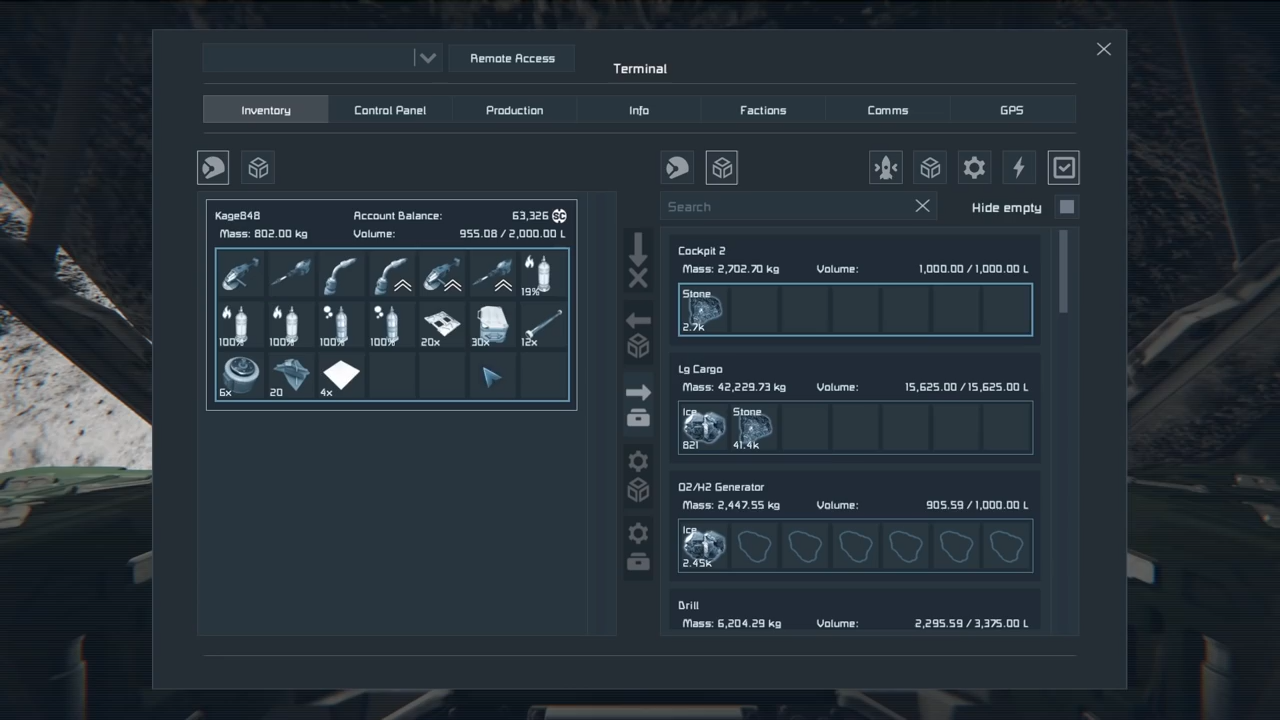 Remote Access
Terminal
Inventory
Control Panel
Production
Info
Factions
Comms
GPS
Search
Hide empty
Kage848
Account Balance:
63,326 SC
Mass: 802.00 kg
Volume:
955.08 / 2,000.00 L
19%
100%
100%
100%
100%
20x
30x
12x
6x
20
4x
Cockpit 2
Mass: 2,702.70 kg
Volume:
1,000.00 / 1,000.00 L
Stone
2.7k
Lg Cargo
Mass: 42,229.73 kg
Volume:
15,625.00 / 15,625.00 L
Ice
Stone
821
41.4k
O2/H2 Generator
Mass: 2,447.55 kg
Volume:
905.59 / 1,000.00 L
Ice
2.45k
Drill
Mass: 6,204.29 kg
Volume:
2,295.59 / 3,375.00 L